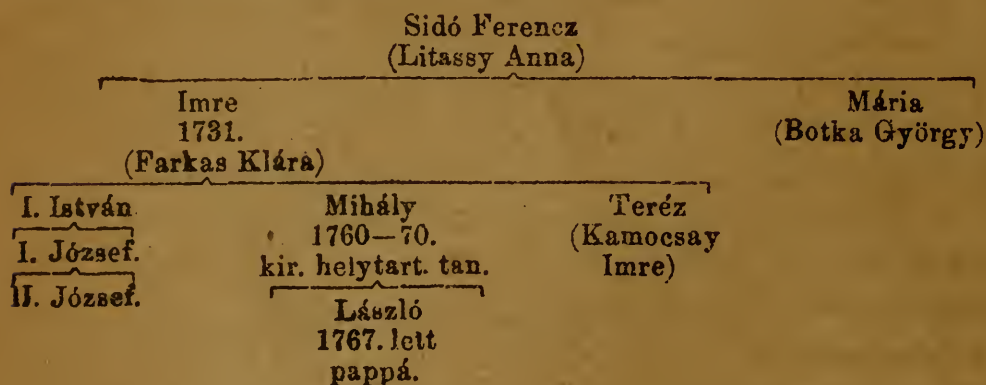 Sidó Ferencz
(Litassy Anna)
Imre
1731.
(Farkas Klára)
Mária
(Botka György)
I. István
I. József.
II. József.
Mihály
1760—70.
kir. helytart. tan.
László
1767. lett
pappá.
Teréz
(Kamocsay
Imre)